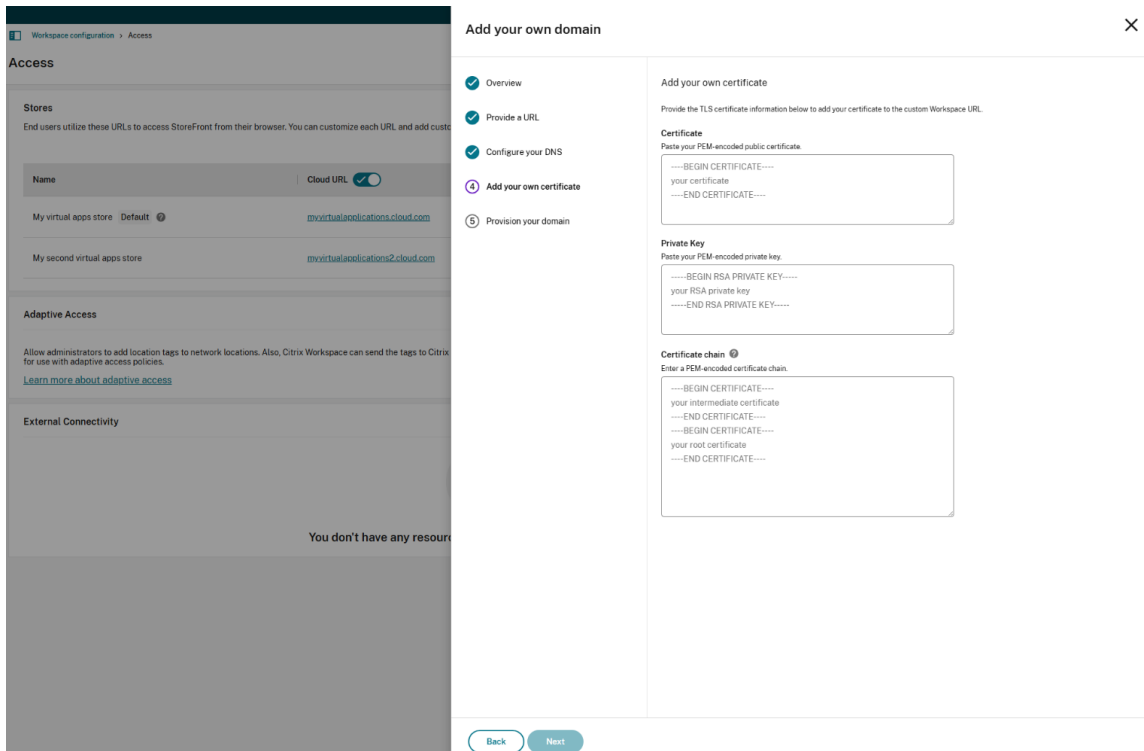 Workspace configuration > Access
Access
Stores
End users utilize these URLs to access StoreFront from their browser. You can customize each URL and add custo
Name
Cloud URL
My virtual apps store Default
myvirtualapplications.cloud.com
My second virtual apps store
myvirtualapplications2.cloud.com
Adaptive Access
Allow administrators to add location tags to network locations. Also, Citrix Workspace can send the tags to Citrix
for use with adaptive access policies.
Learn more about adaptive access
External Connectivity
You don't have any resour
Add your own domain
Overview
Provide a URL
Configure your DNS
4 Add your own certificate
5 Provision your domain
Add your own certificate
Provide the TLS certificate information below to add your certificate to the custom Workspace URL.
Certificate
Paste your PEM-encoded public certificate.
----BEGIN CERTIFICATE----
your certificate
----END CERTIFICATE----
Private Key
Paste your PEM-encoded private key.
-----BEGIN RSA PRIVATE KEY-----
your RSA private key
-----END RSA PRIVATE KEY-----
Certificate chain ?
Enter a PEM-encoded certificate chain.
----BEGIN CERTIFICATE----
your intermediate certificate
----END CERTIFICATE----
----BEGIN CERTIFICATE----
your root certificate
----END CERTIFICATE----
Back
Next